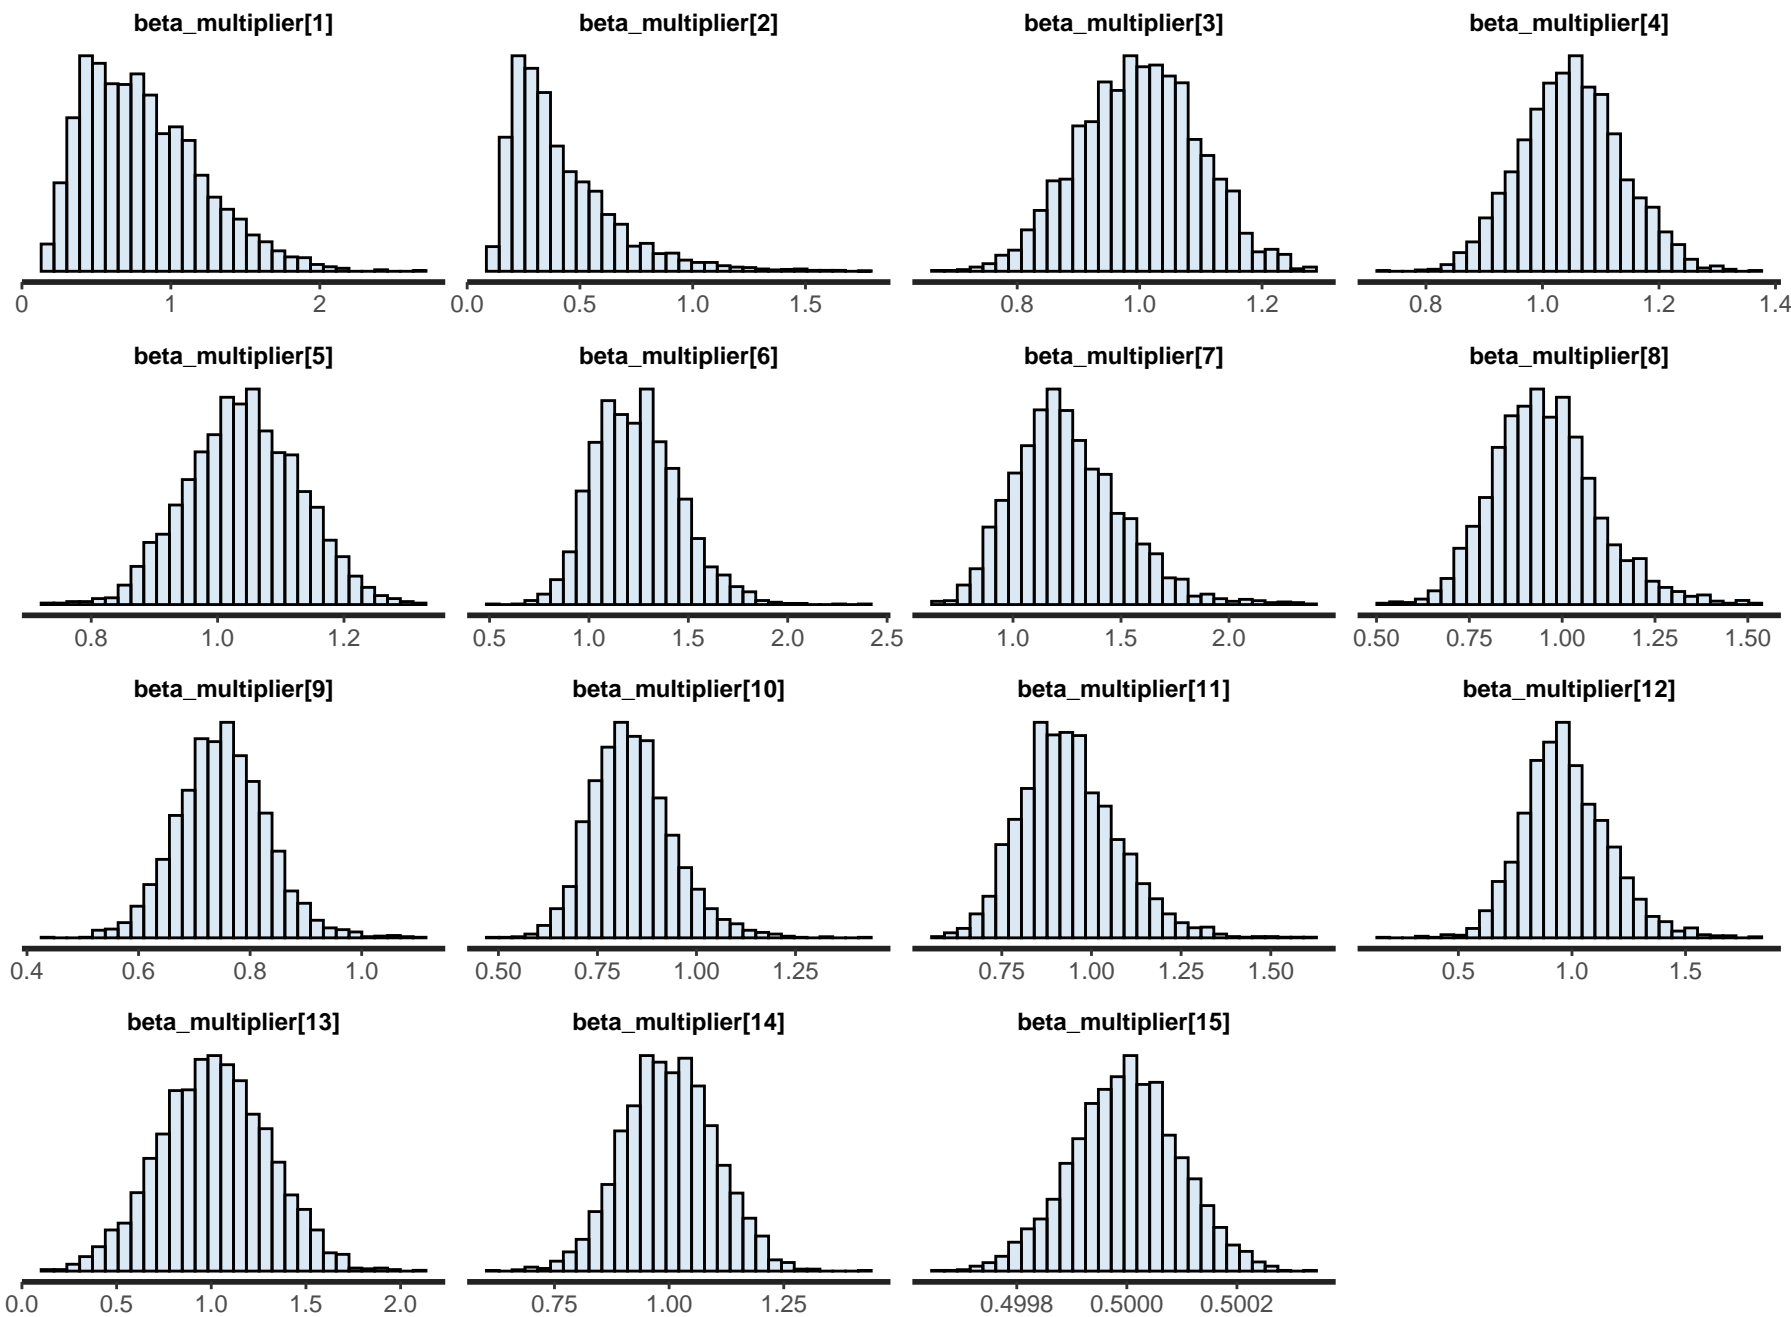 beta_multiplier[1] beta_multiplier[2] beta_multiplier[3] beta_multiplier[4]
0 1 2 0.0 0.5 1.0 1.5 0.8 1.0 1.2 0.8 1.0 1.2 1.4
beta_multiplier[5] beta_multiplier[6] beta_multiplier[7] beta_multiplier[8]
0.8 1.0 1.2 0.5 1.0 1.5 2.0 2.5 1.0 1.5 2.0 0.50 0.75 1.00 1.25 1.50
beta_multiplier[9] beta_multiplier[10] beta_multiplier[11] beta_multiplier[12]
0.4 0.6 0.8 1.0 0.50 0.75 1.00 1.25 0.75 1.00 1.25 1.50 0.5 1.0 1.5
beta_multiplier[13] beta_multiplier[14] beta_multiplier[15]
0.0 0.5 1.0 1.5 2.0 0.75 1.00 1.25 0.4998 0.5000 0.5002